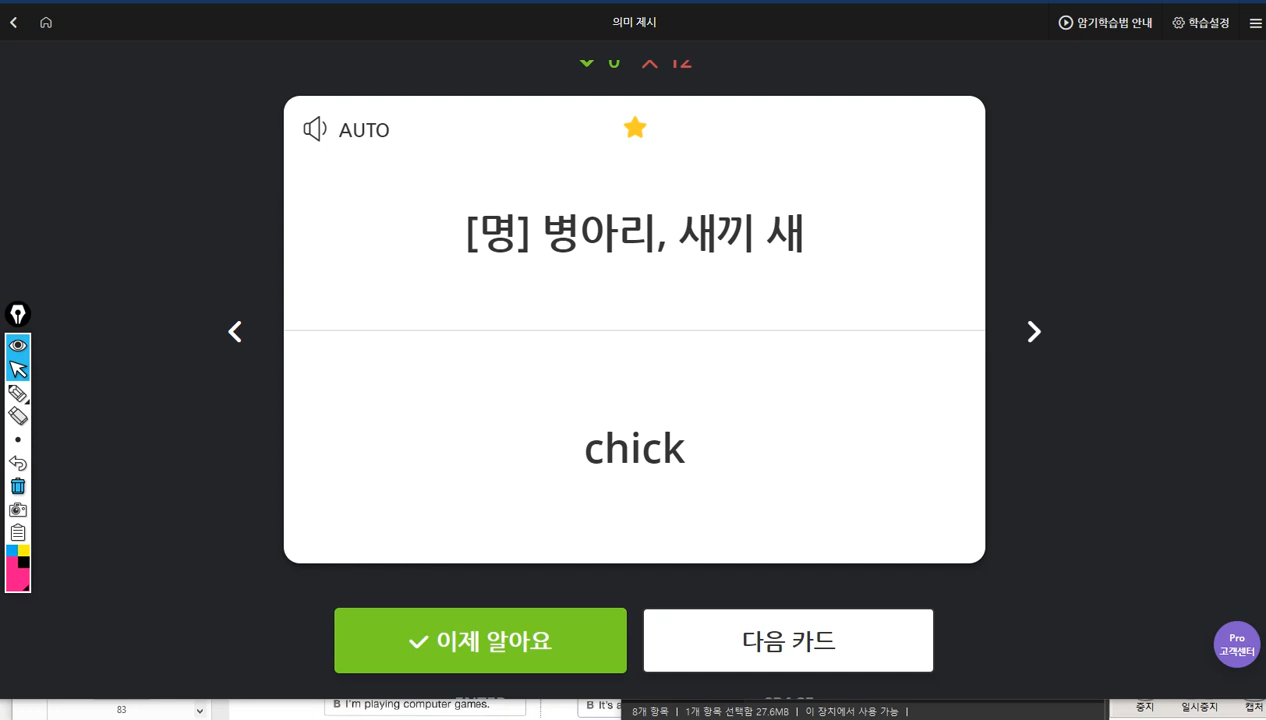 의미 제시
암기학습법 안내
학습설정
AUTO
[명] 병아리, 새끼 새
chick
이제 알아요
다음 카드
Pro
고객센터
83
B I'm playing computer games.
B It's a
8개 항목 | 1개 항목 선택함 27.6MB | 이 장치에서 사용 가능 |
중지
일시중지
캡처